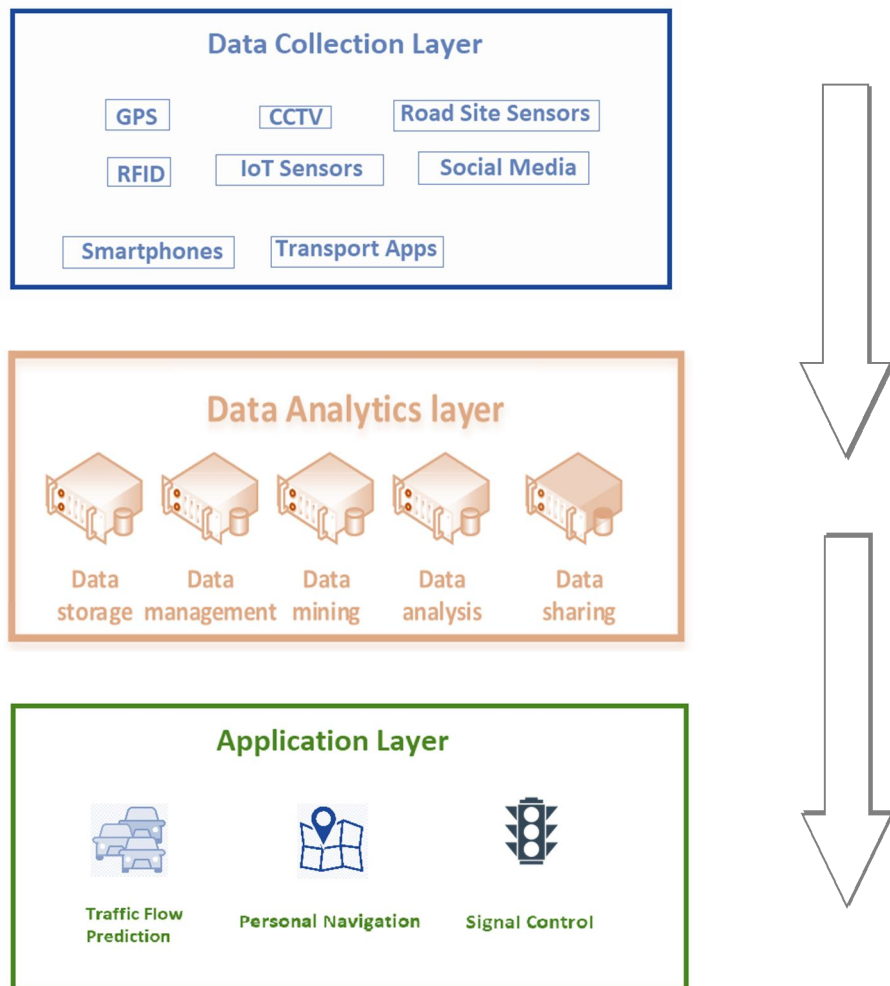 Data Collection Layer
GPS
CCTV
Road Site Sensors
RFID
IoT Sensors
Social Media
Smartphones
Transport Apps
Data Analytics layer
Data
storage
Data
management
Data
mining
Data
analysis
Data
sharing
Application Layer
Traffic Flow
Prediction
Personal Navigation
Signal Control